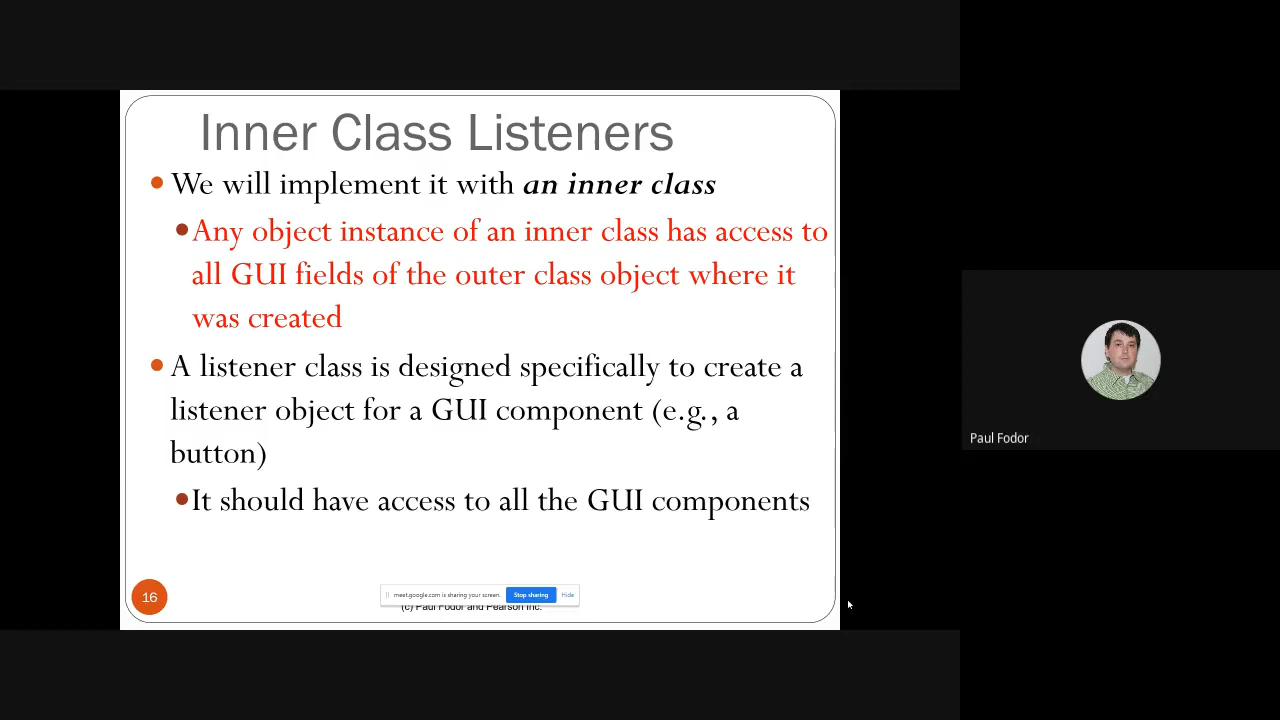 Inner Class Listeners
We will implement it with an inner class
Any object instance of an inner class has access to
all GUI fields of the outer class object where it
was created
A listener class is designed specifically to create a
listener object for a GUI component (e.g., a
button)
It should have access to all the GUI components
16
meet.google.com is sharing your screen. Stop sharing Hide
(c) Paul Fodor and Pearson Inc.
Paul Fodor